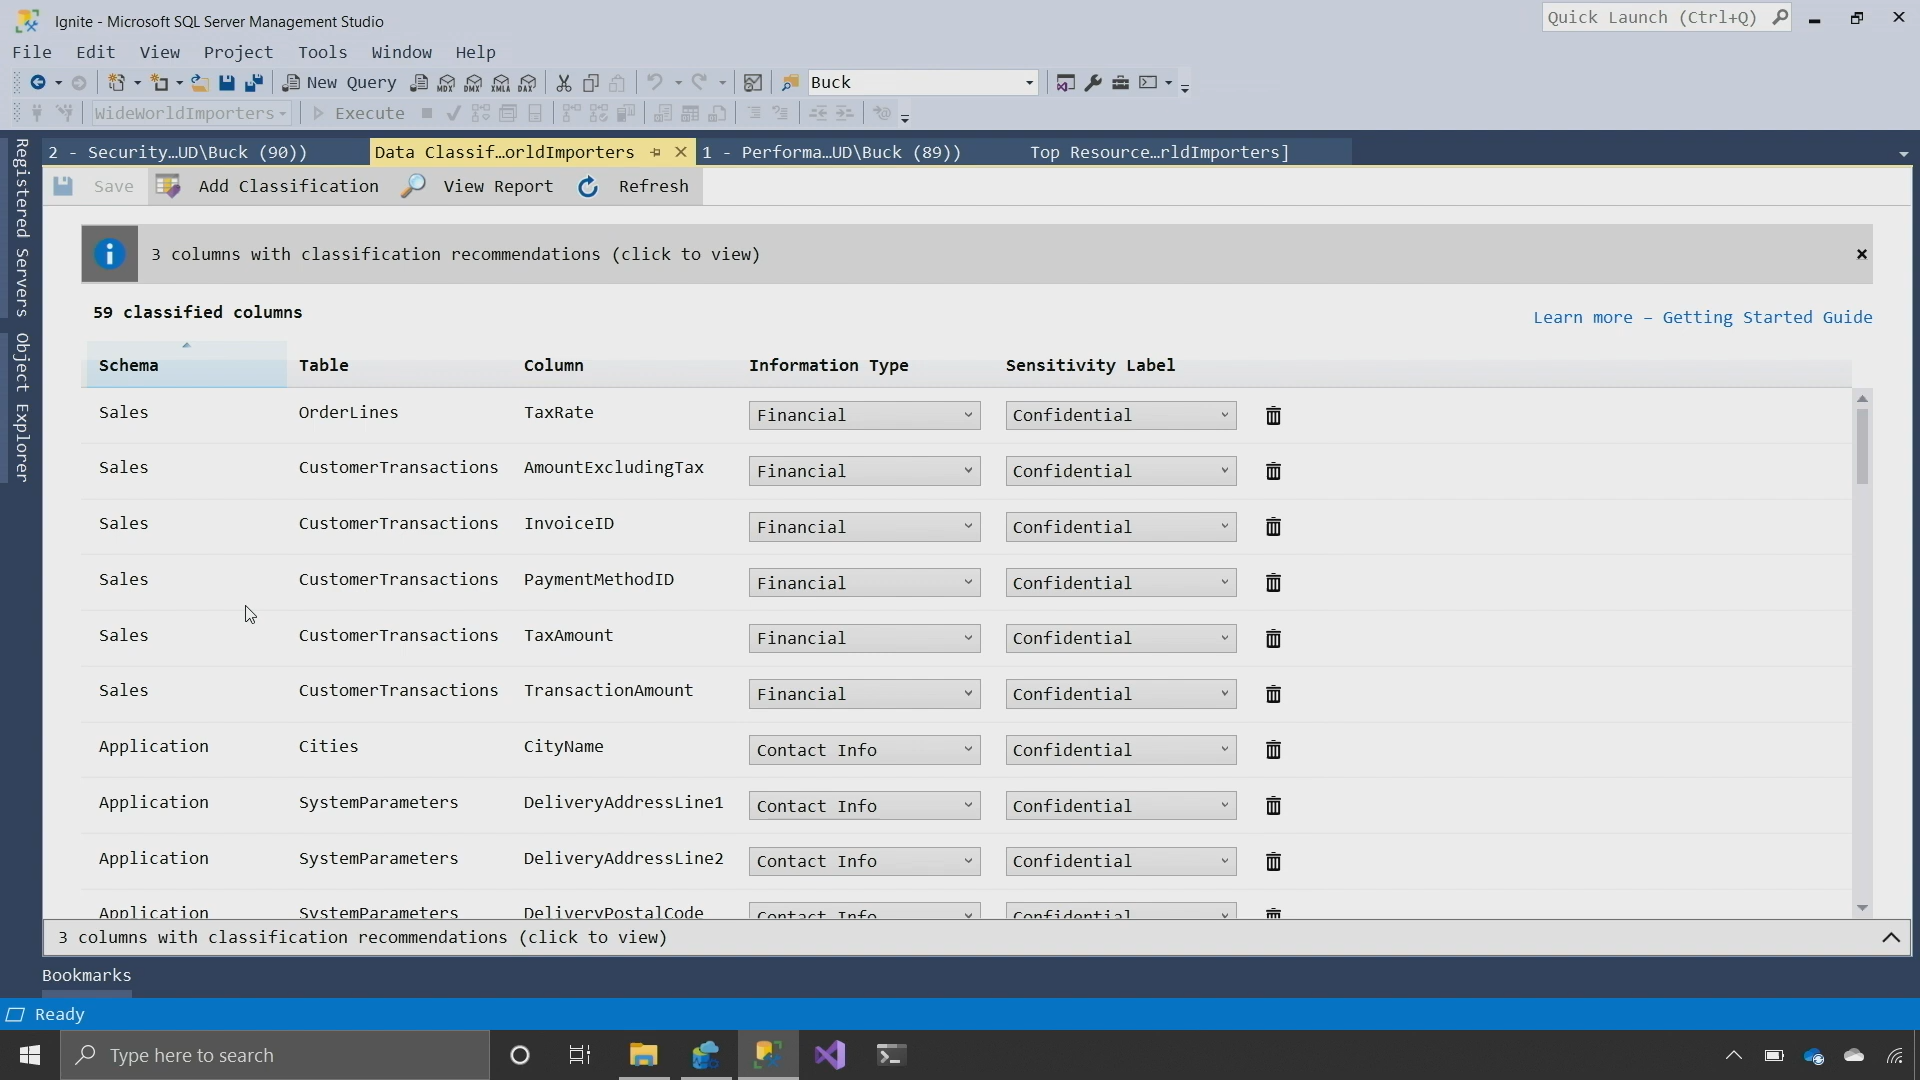 Ignite - Microsoft SQL Server Management Studio
Quick Launch (Ctrl+Q)
File Edit View Project Tools Window Help
New Query MDX DMX XMLA DAX Buck
WideWorldImporters Execute
Registered Servers
Object Explorer
2 - Security...UD\Buck (90)) Data Classif...orldImporters 1 - Performa...UD\Buck (89)) Top Resource...rldImporters]
Save Add Classification View Report Refresh
3 columns with classification recommendations (click to view)
59 classified columns
Learn more – Getting Started Guide
Schema Table Column Information Type Sensitivity Label
Sales OrderLines TaxRate Financial Confidential
Sales CustomerTransactions AmountExcludingTax Financial Confidential
Sales CustomerTransactions InvoiceID Financial Confidential
Sales CustomerTransactions PaymentMethodID Financial Confidential
Sales CustomerTransactions TaxAmount Financial Confidential
Sales CustomerTransactions TransactionAmount Financial Confidential
Application Cities CityName Contact Info Confidential
Application SystemParameters DeliveryAddressLine1 Contact Info Confidential
Application SystemParameters DeliveryAddressLine2 Contact Info Confidential
Application SystemParameters DeliveryPostalCode Contact Info Confidential
3 columns with classification recommendations (click to view)
Bookmarks
Ready
Type here to search